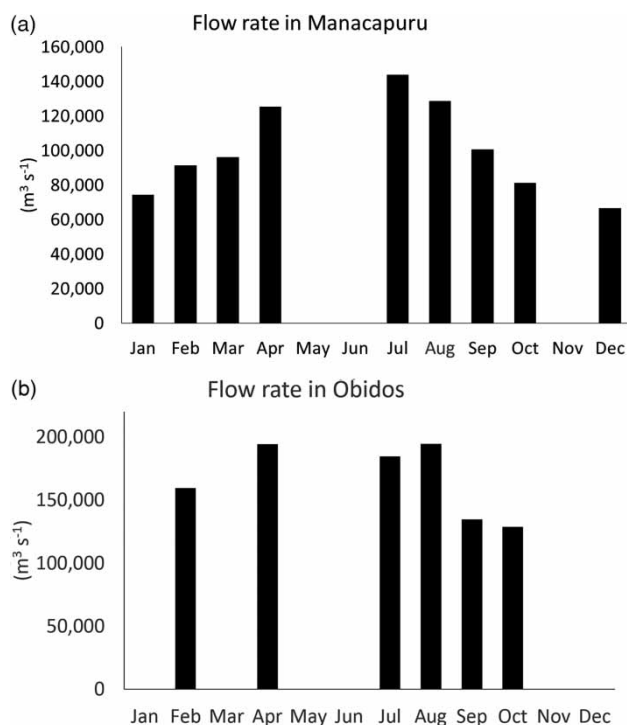 (a)
Flow rate in Manacapuru
160,000
140,000
120,000
100,000
80,000
60,000
40,000
20,000
0
(m³ s⁻¹)
Jan Feb Mar Apr May Jun Jul Aug Sep Oct Nov Dec
(b)
Flow rate in Obidos
200,000
150,000
100,000
50,000
0
(m³ s⁻¹)
Jan Feb Mar Apr May Jun Jul Aug Sep Oct Nov Dec